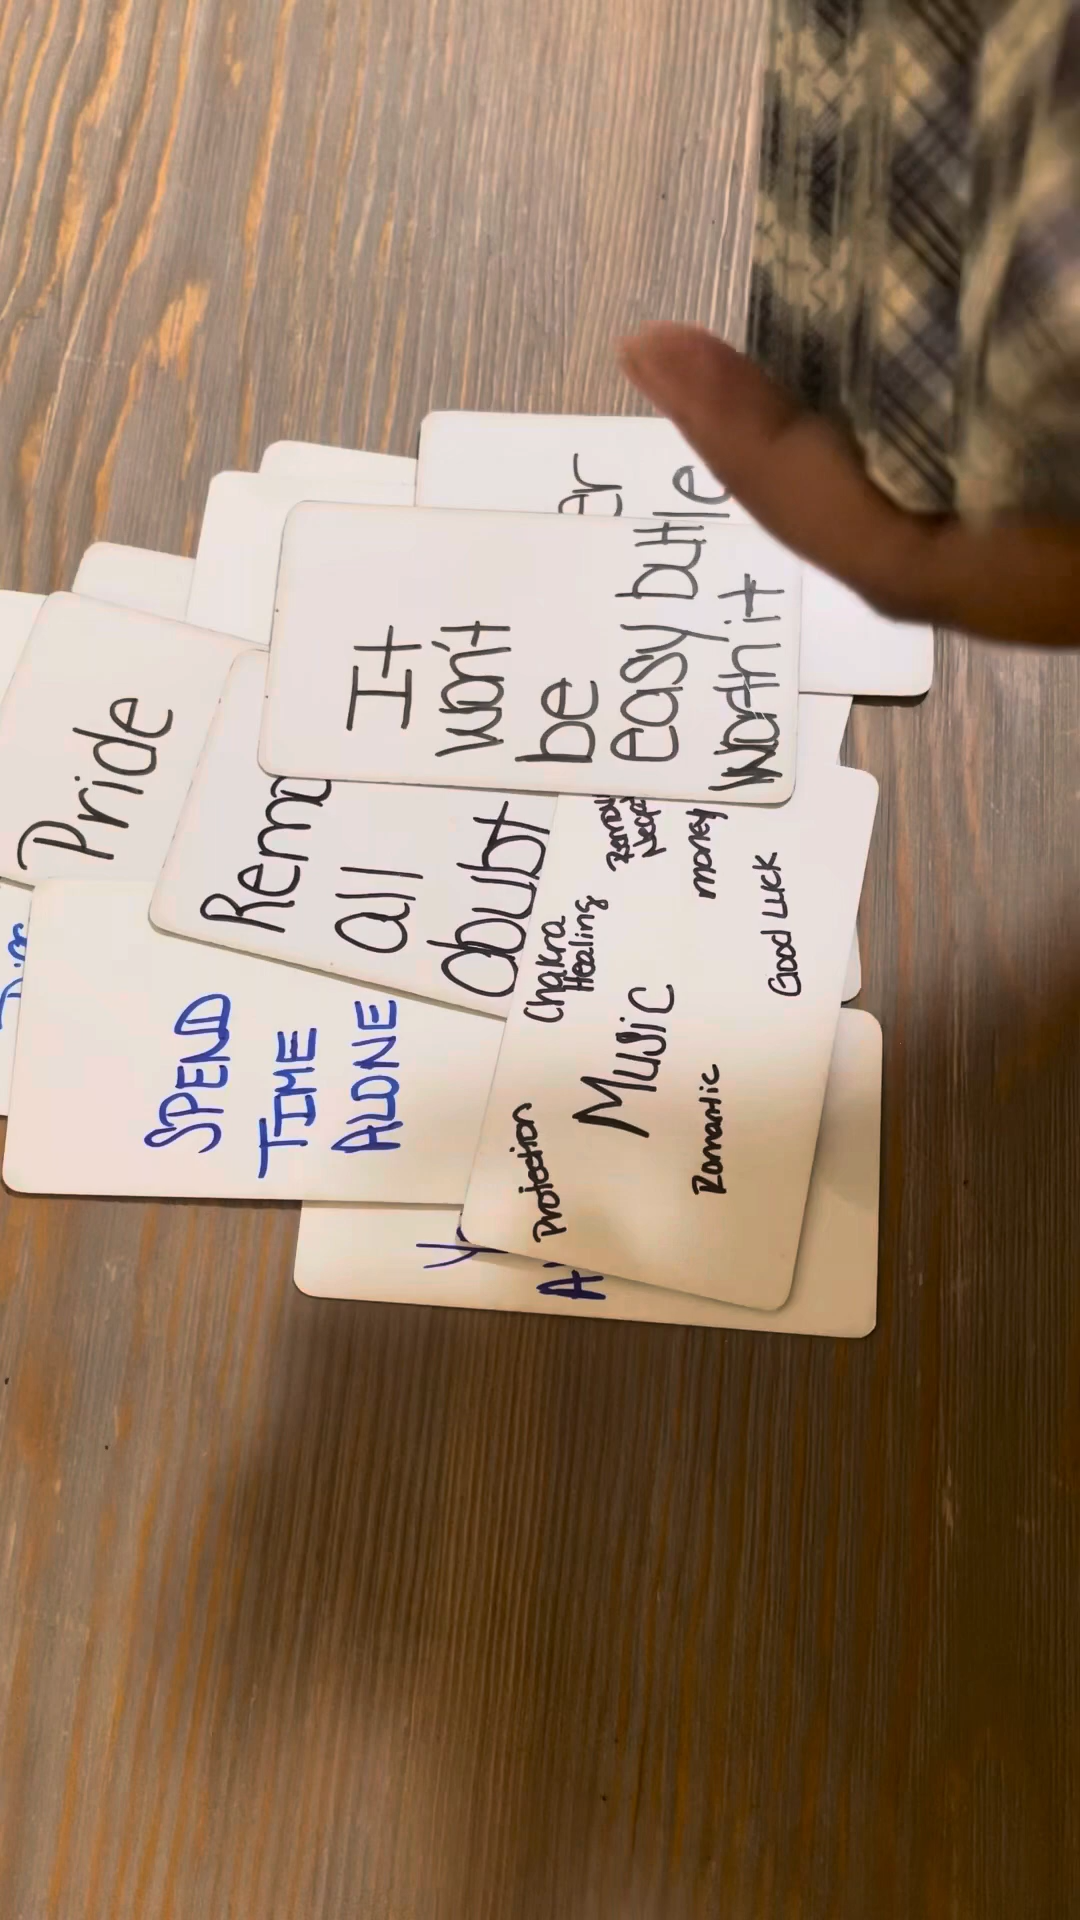 Pride
SPEND
TIME
ALONE
all
doubt
It
won't
be
easy but
Worth it
Chakra
Healing
Protection
Music
money
Romantic
Good Luck